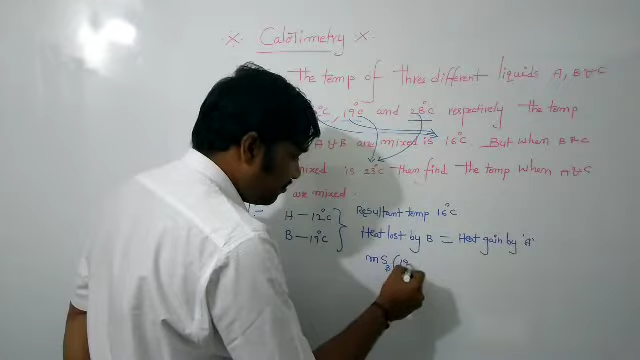 × Calorimetry ×
The temp of three different liquids A, B & C
°C, 19°C and 28°C respectively the temp
A & B are mixed is 16°C But when B & C
mixed is 23°C then find the temp when A & C
are mixed.
A – 12°C } Resultant temp 16°C
B – 19°C Heat lost by B = Heat gain by 'A'
mS_B (19